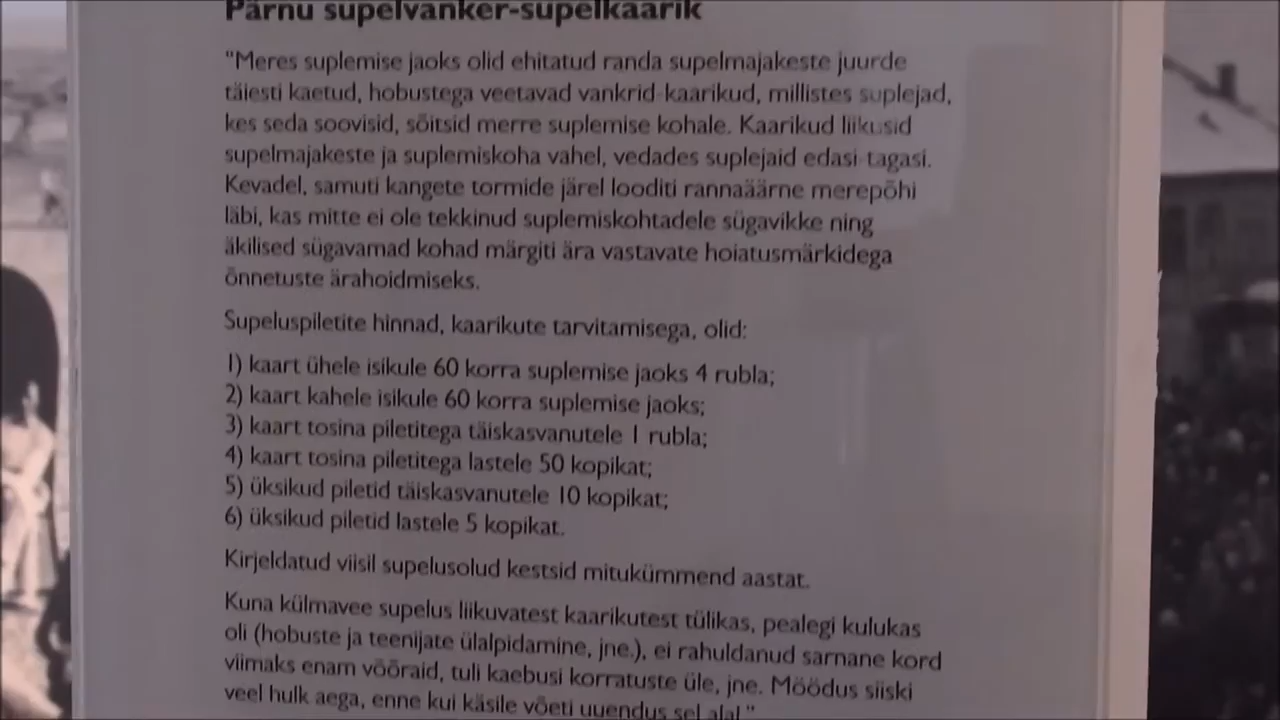 Pärnu supelvanker-supelkaarik
"Meres suplemise jaoks olid ehitatud randa supelmajakeste juurde
täiesti kaetud, hobustega veetavad vankrid-kaarikud, millistes suplejad,
kes seda soovisid, sõitsid merre suplemise kohale. Kaarikud liikusid
supelmajakeste ja suplemiskoha vahel, vedades suplejaid edasi-tagasi.
Kevadel, samuti kangete tormide järel looditi rannaäärne merepõhi
läbi, kas mitte ei ole tekkinud suplemiskohtadele sügavikke ning
äkilised sügavamad kohad märgiti ära vastavate hoiatusmärkidega
õnnetuste ärahoidmiseks.
Supeluspiletite hinnad, kaarikute tarvitamisega, olid:
1) kaart ühele isikule 60 korra suplemise jaoks 4 rubla;
2) kaart kahele isikule 60 korra suplemise jaoks;
3) kaart tosina piletitega täiskasvanutele 1 rubla;
4) kaart tosina piletitega lastele 50 kopikat;
5) üksikud piletid täiskasvanutele 10 kopikat;
6) üksikud piletid lastele 5 kopikat.
Kirjeldatud viisil supelusolud kestsid mitukümmend aastat.
Kuna külmavee supelus liikuvatest kaarikutest tülikas, pealegi kulukas
oli (hobuste ja teenijate ülalpidamine, jne.), ei rahuldanud sarnane kord
viimaks enam võõraid, tuli kaebusi korratuste üle, jne. Möödus siiski
veel hulk aega, enne kui käsile võeti uuendus sel alal."